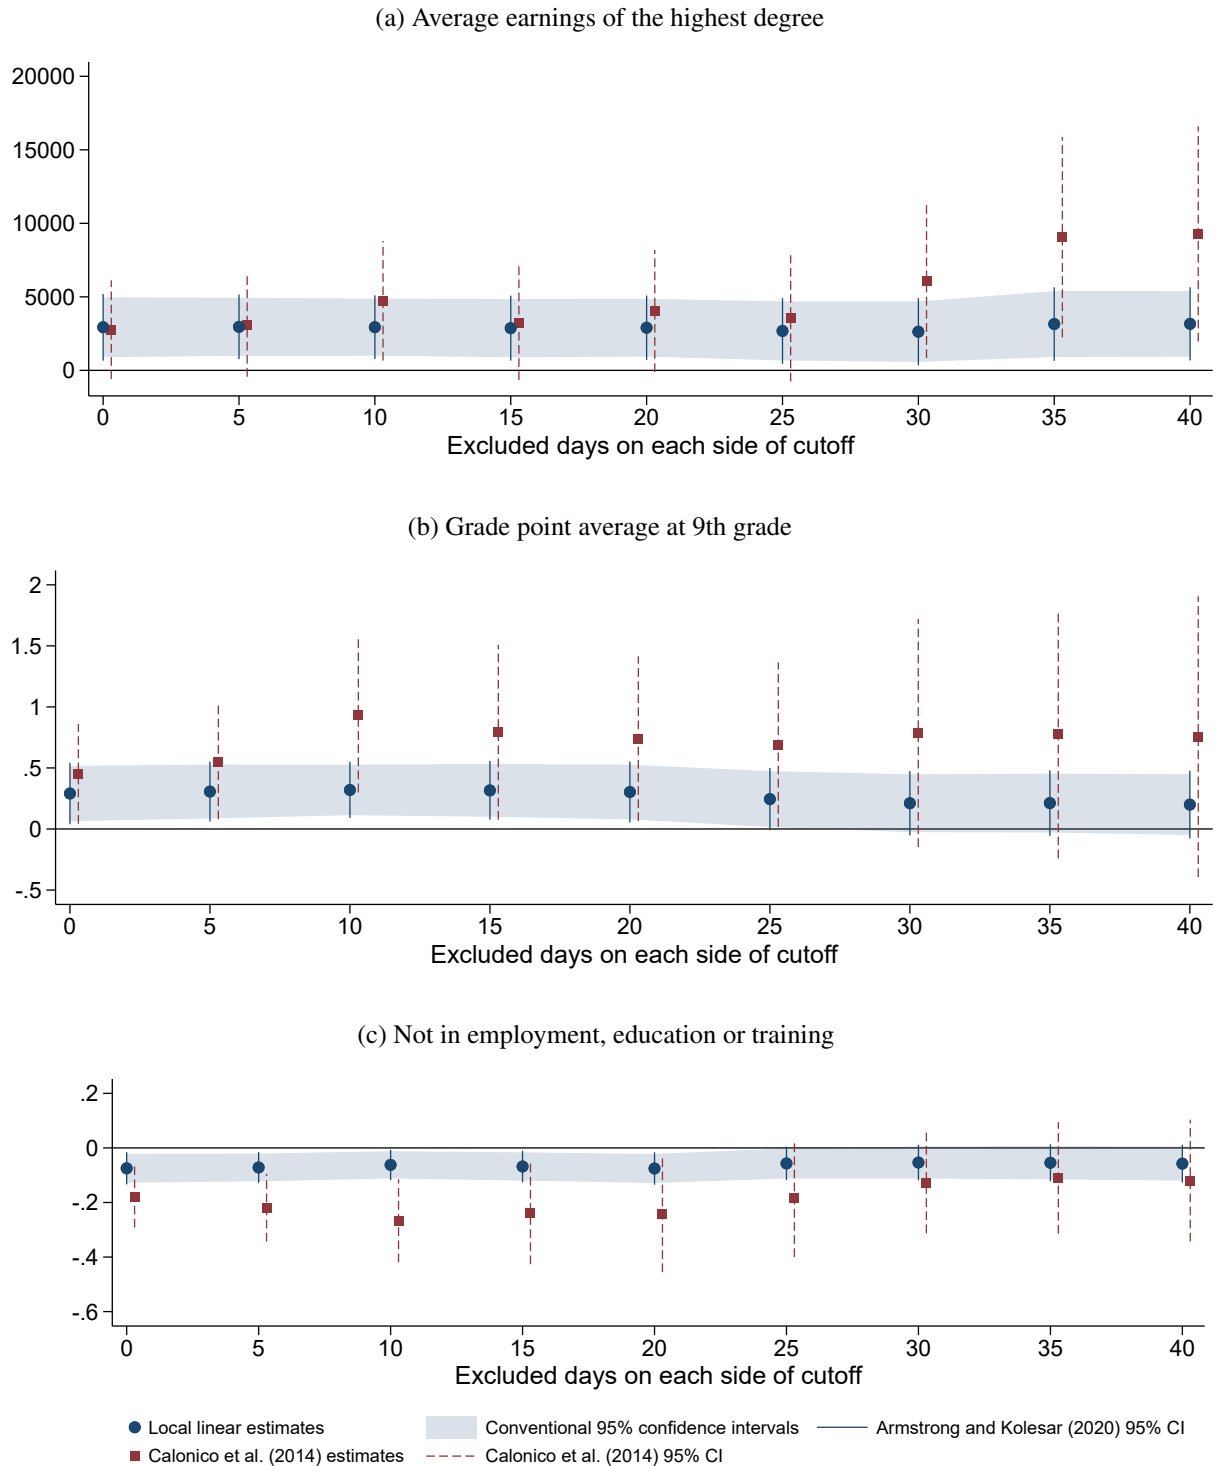 (a) Average earnings of the highest degree
20000
15000
10000
5000
0
0 5 10 15 20 25 30 35 40
Excluded days on each side of cutoff
(b) Grade point average at 9th grade
2
1.5
1
.5
0
-.5
0 5 10 15 20 25 30 35 40
Excluded days on each side of cutoff
(c) Not in employment, education or training
.2
0
-.2
-.4
-.6
0 5 10 15 20 25 30 35 40
Excluded days on each side of cutoff
Local linear estimates Conventional 95% confidence intervals Armstrong and Kolesar (2020) 95% CI
Calonico et al. (2014) estimates Calonico et al. (2014) 95% CI